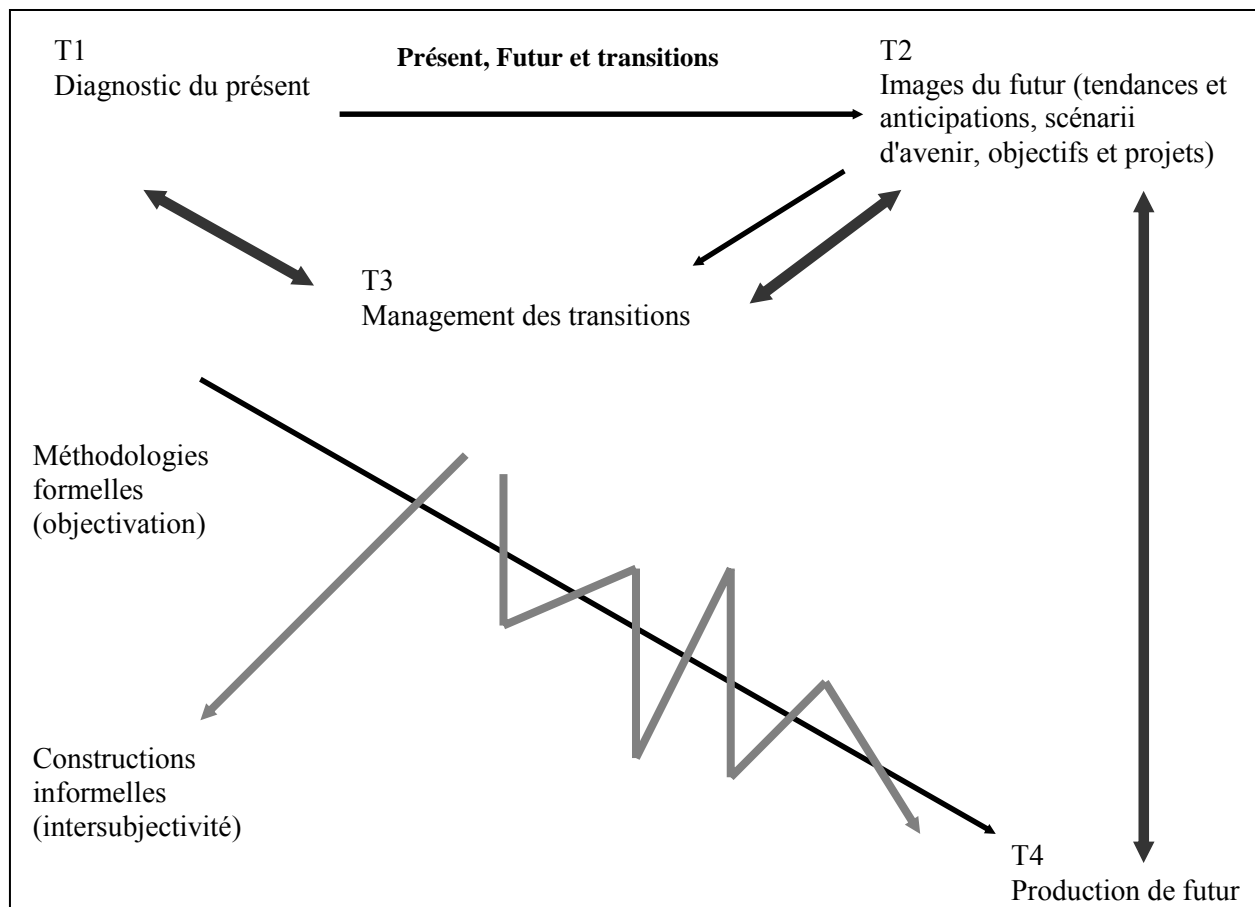 T1
Diagnostic du présent
Présent, Futur et transitions
T2
Images du futur (tendances et
anticipations, scénarii
d'avenir, objectifs et projets)
T3
Management des transitions
Méthodologies
formelles
(objectivation)
Constructions
informelles
(intersubjectivité)
T4
Production de futur